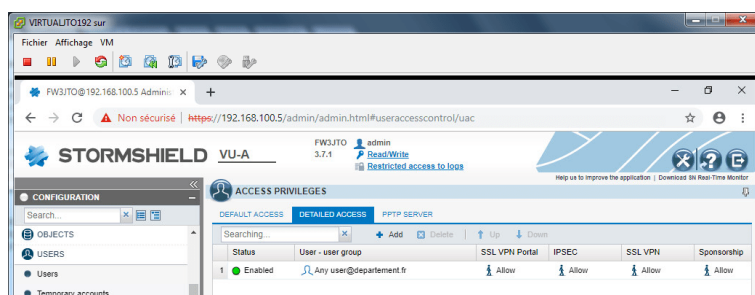 VIRTUALJTO192 sur
Fichier Affichage VM
FW3JTO@192.168.100.5 Adminis
Non sécurisé | https://192.168.100.5/admin/admin.html#useraccesscontrol/uac
STORMSHIELD VU-A
FW3JTO admin
3.7.1 Read/Write
Restricted access to logs
Help us to improve the application | Download SN Real-Time Monitor
CONFIGURATION
ACCESS PRIVILEGES
Search...
DEFAULT ACCESS DETAILED ACCESS PPTP SERVER
OBJECTS
Searching... Add Delete Up Down
USERS
Status User - user group SSL VPN Portal IPSEC SSL VPN Sponsorship
Users
1 Enabled Any user@departement.fr Allow Allow Allow Allow
Temporary accounts